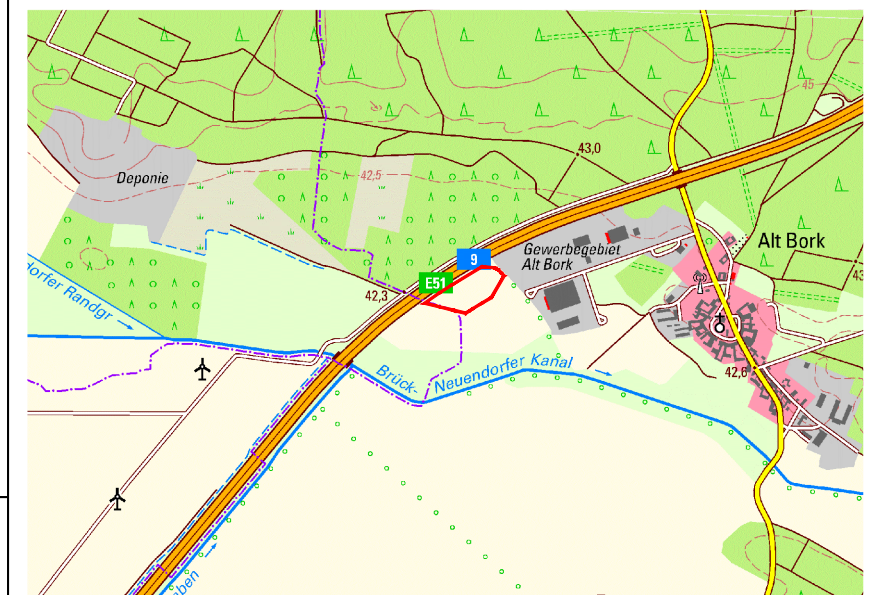 45
43,0
42,5
Deponie
Alt Bork
Gewerbegebiet
Alt Bork
9
E51
43
42,3
dorfer Randgr
Brück-
Neuendorfer Kanal
42,6
aben